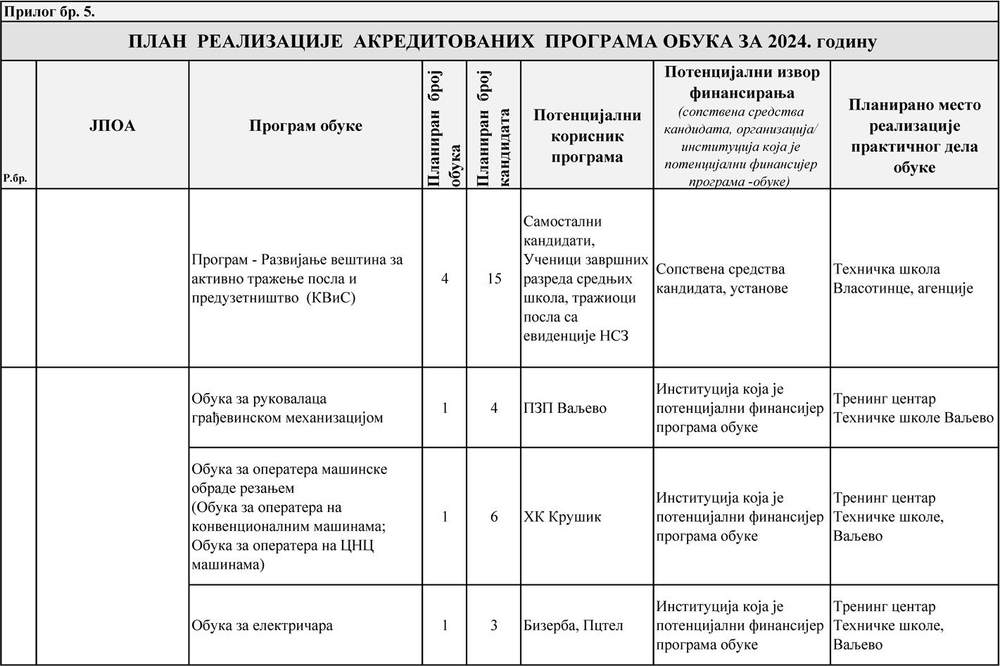 Прилог бр. 5.
ПЛАН РЕАЛИЗАЦИЈЕ АКРЕДИТОВАНИХ ПРОГРАМА ОБУКА ЗА 2024. годину
Р.бр.
ЈПОА
Програм обуке
Планиран број
обука
Планиран број
кандидата
Потенцијални
корисник
програма
Потенцијални извор
финансирања
(сопствена средства
кандидата, организација/
институција која је
потенцијални финансијер
програма -обуке)
Планирано место
реализације
практичног дела
обуке
Програм - Развијање вештина за
активно тражење посла и
предузетништво (КВиС)
4
15
Самостални
кандидати,
Ученици завршних
разреда средњих
школа, тражиоци
посла са
евиденције НСЗ
Сопствена средства
кандидата, установе
Техничка школа
Власотинце, агенције
Обука за руковалаца
грађевинском механизацијом
1
4
ПЗП Ваљево
Институција која је
потенцијални финансијер
програма обуке
Тренинг центар
Техничке школе Ваљево
Обука за оператера машинске
обраде резањем
(Обука за оператера на
конвенционалним машинама;
Обука за оператера на ЦНЦ
машинама)
1
6
ХК Крушик
Институција која је
потенцијални финансијер
програма обуке
Тренинг центар
Техничке школе,
Ваљево
Обука за електричара
1
3
Бизерба, Пцтел
Институција која је
потенцијални финансијер
програма обуке
Тренинг центар
Техничке школе,
Ваљево